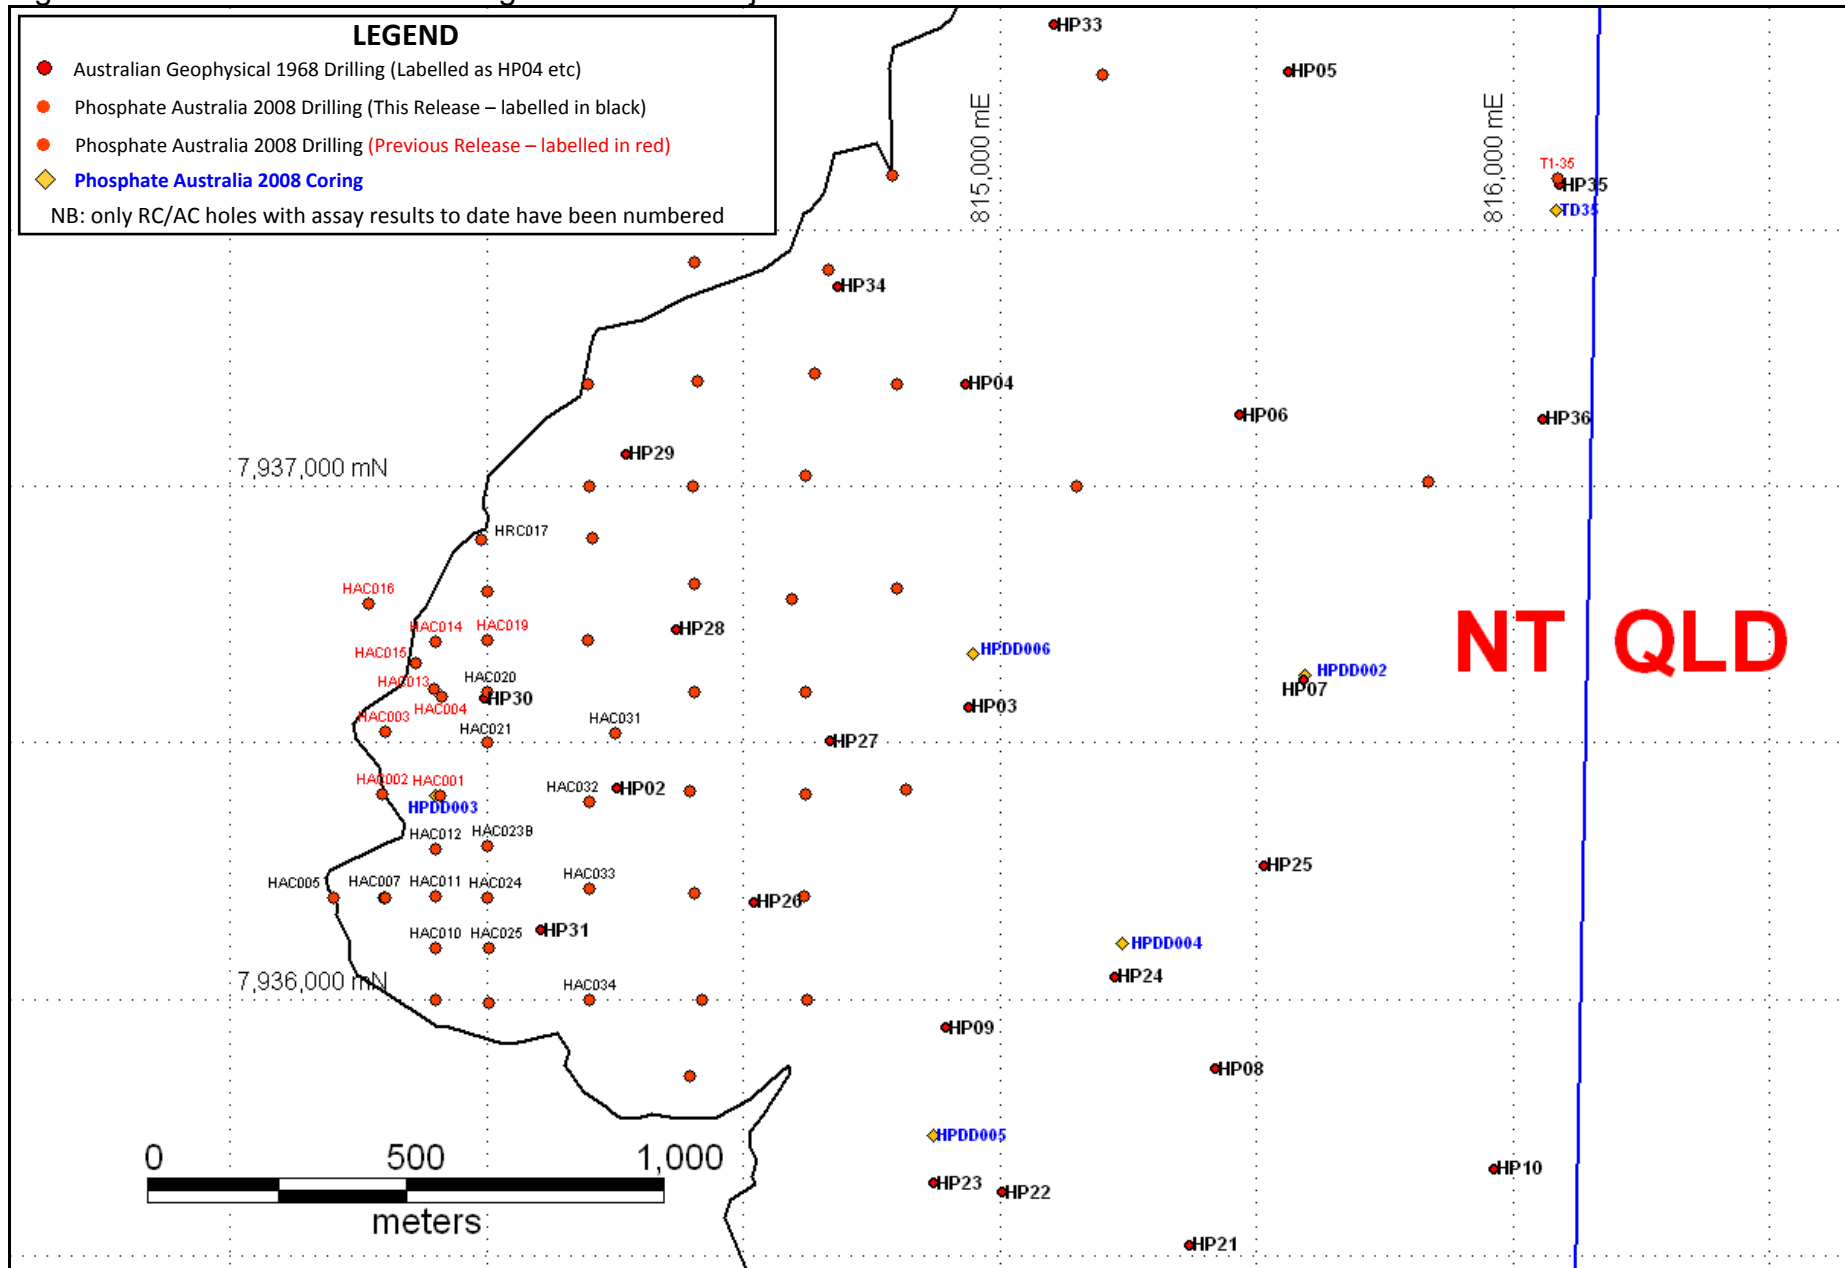 LEGEND
Australian Geophysical 1968 Drilling (Labelled as HP04 etc)
Phosphate Australia 2008 Drilling (This Release – labelled in black)
Phosphate Australia 2008 Drilling (Previous Release – labelled in red)
Phosphate Australia 2008 Coring
NB: only RC/AC holes with assay results to date have been numbered
HP33
HP05
815,000 mE
816,000 mE
T1-35
HP35
TD35
HP34
HP04
HP06
HP36
HP29
7,937,000 mN
HRC017
HAC016
HAC014
HAC019
HP28
NT QLD
HAC015
HPDD006
HPDD002
HAC013
HAC020
HP07
HAC004
HP30
HP03
HAC003
HAC031
HAC021
HP27
HAC002
HAC001
HAC032
HP02
HPDD003
HAC012
HAC023B
HP25
HAC005
HAC007
HAC011
HAC024
HAC033
HP26
HAC010
HAC025
HP31
HPDD004
HP24
7,936,000 mN
HAC034
HP09
HP08
HPDD005
0 500 1,000
meters
HP10
HP23
HP22
HP21